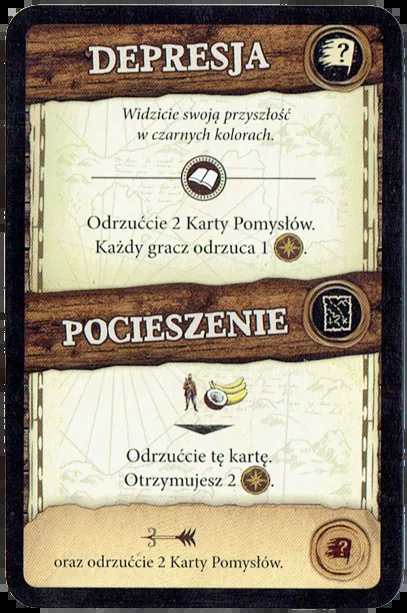 DEPRESJA
?
Widzicie swoją przyszłość
w czarnych kolorach.
Odrzućcie 2 Karty Pomysłów.
Każdy gracz odrzuca 1 .
POCIESZENIE
Odrzućcie tę kartę.
Otrzymujesz 2 .
3
?
oraz odrzućcie 2 Karty Pomysłów.